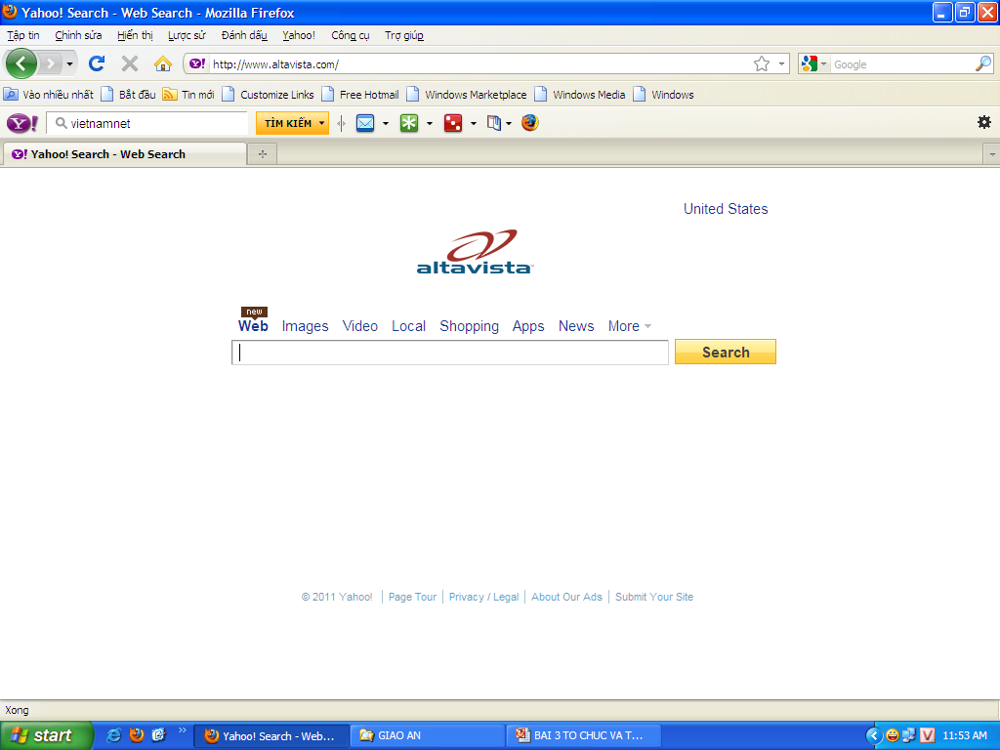 Yahoo! Search - Web Search - Mozilla Firefox
Tập tin Chỉnh sửa Hiển thị Lược sử Đánh dấu Yahoo! Công cụ Trợ giúp
Y! http://www.altavista.com/ Google
Vào nhiều nhất Bắt đầu Tin mới Customize Links Free Hotmail Windows Marketplace Windows Media Windows
Y! vietnamnet TÌM KIẾM
Y! Yahoo! Search - Web Search
United States
altavista
new
Web Images Video Local Shopping Apps News More
Search
© 2011 Yahoo! Page Tour Privacy / Legal About Our Ads Submit Your Site
Xong
start Yahoo! Search - Web... GIAO AN BAI 3 TO CHUC VA T... V 11:53 AM